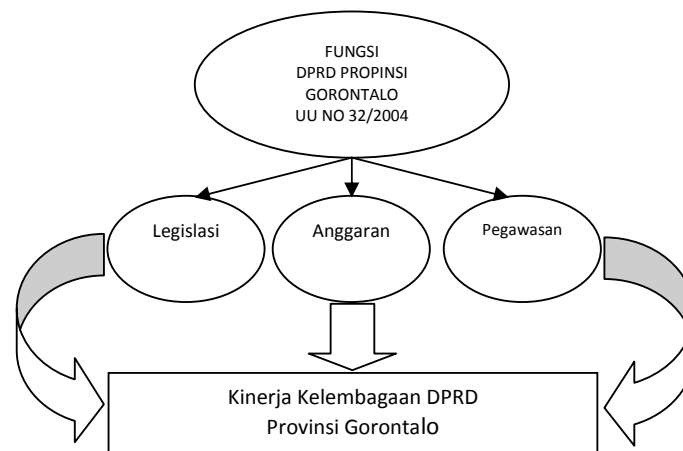 FUNGSI
DPRD PROPINSI
GORONTALO
UU NO 32/2004
Legislasi
Anggaran
Pegawasan
Kinerja Kelembagaan DPRD
Provinsi Gorontalo